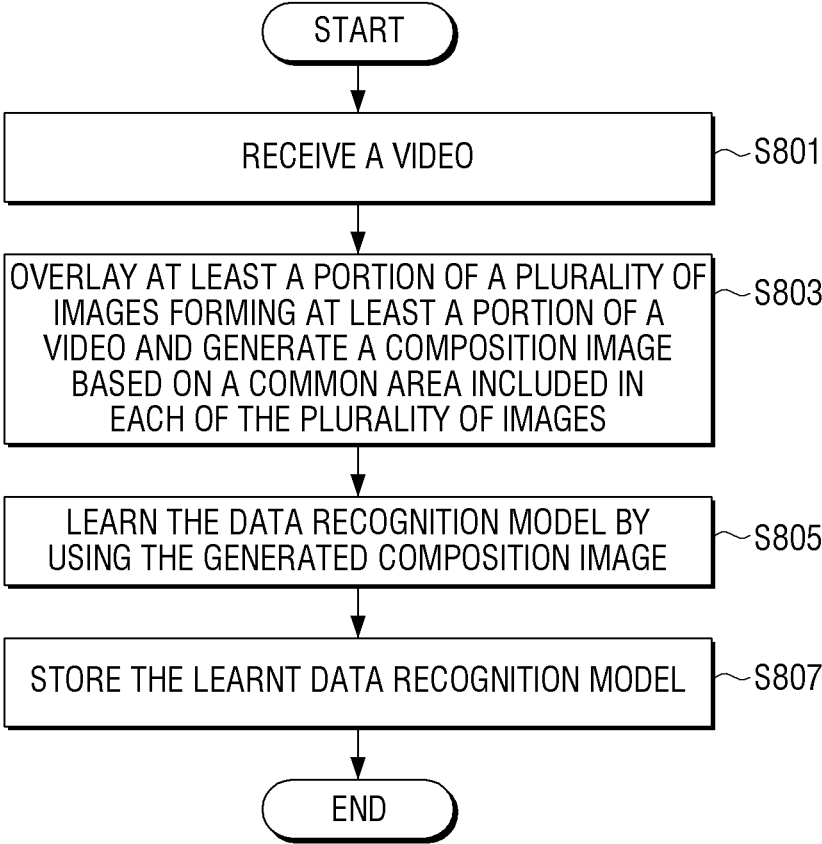 START
RECEIVE A VIDEO
S801
OVERLAY AT LEAST A PORTION OF A PLURALITY OF
IMAGES FORMING AT LEAST A PORTION OF A
VIDEO AND GENERATE A COMPOSITION IMAGE
BASED ON A COMMON AREA INCLUDED IN
EACH OF THE PLURALITY OF IMAGES
S803
LEARN THE DATA RECOGNITION MODEL BY
USING THE GENERATED COMPOSITION IMAGE
S805
STORE THE LEARNT DATA RECOGNITION MODEL
S807
END